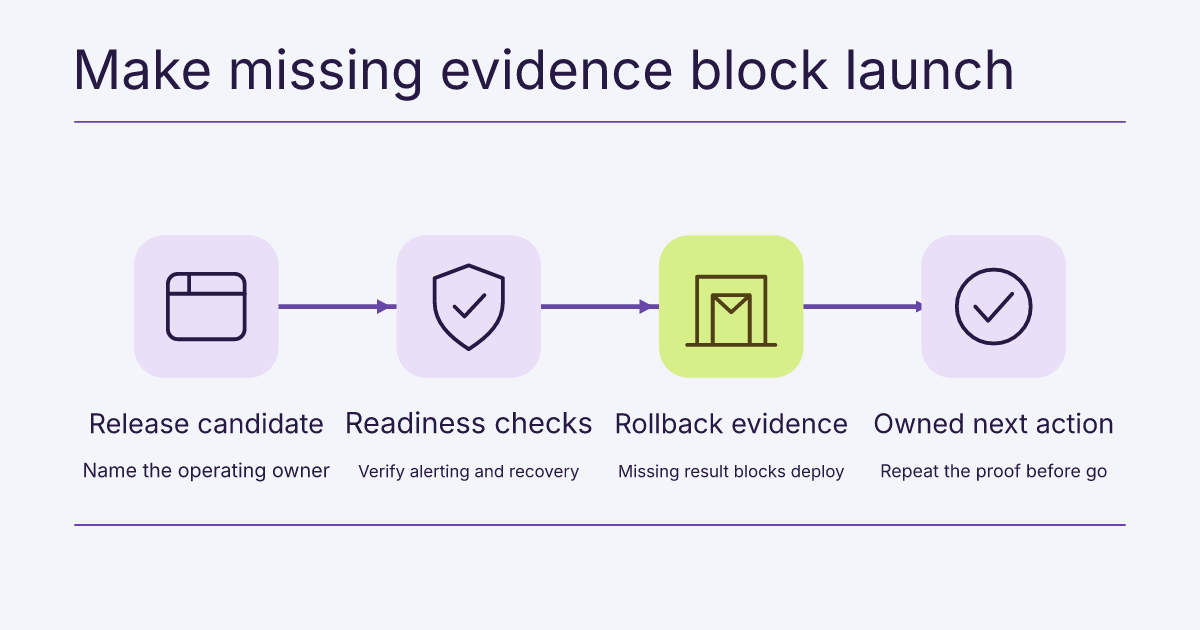 Make missing evidence block launch
Release candidate
Readiness checks
Rollback evidence
Owned next action
Name the operating owner
Verify alerting and recovery
Missing result blocks deploy
Repeat the proof before go